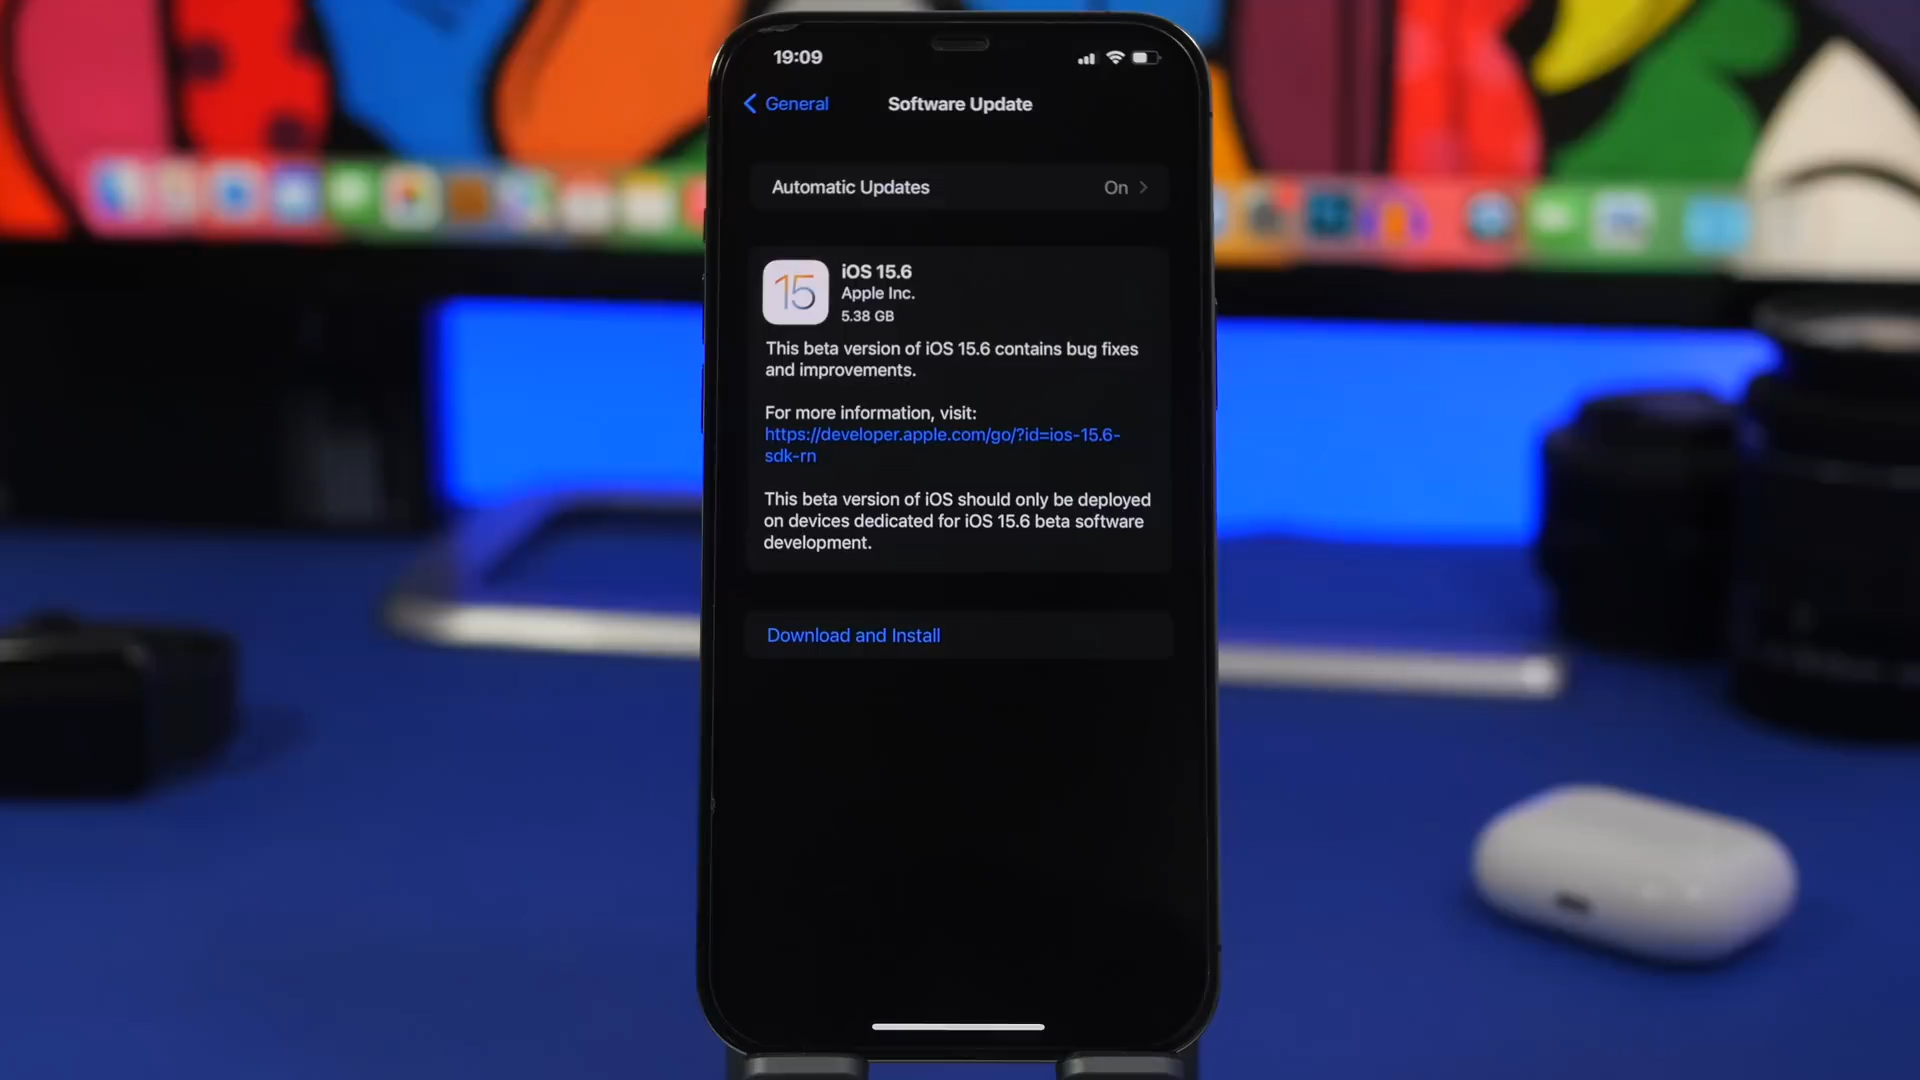 19:09
General
Software Update
Automatic Updates
On
15
iOS 15.6
Apple Inc.
5.38 GB
This beta version of iOS 15.6 contains bug fixes
and improvements.
For more information, visit:
https://developer.apple.com/go/?id=ios-15.6-
sdk-rn
This beta version of iOS should only be deployed
on devices dedicated for iOS 15.6 beta software
development.
Download and Install